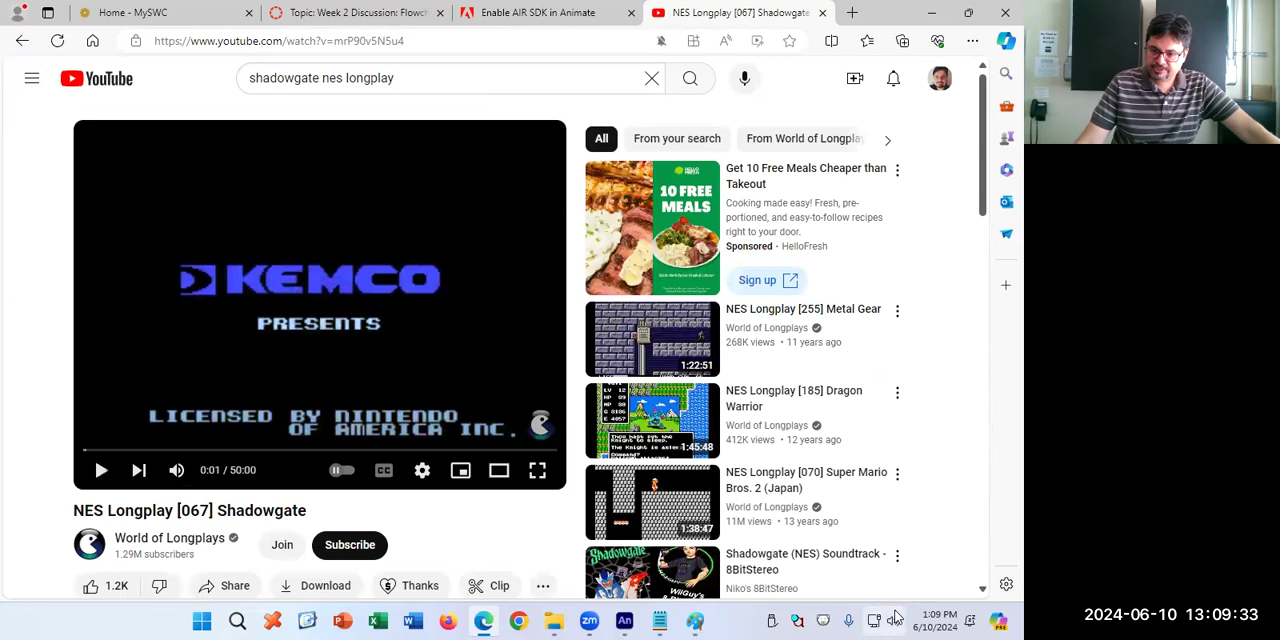 Home - MySWC
Topic: Week 2 Discussion: Flowch
Enable AIR SDK in Animate
NES Longplay [067] Shadowgate
https://www.youtube.com/watch?v=mrP90v5N5u4
YouTube
shadowgate nes longplay
KEMCO
PRESENTS
LICENSED BY NINTENDO
OF AMERICA INC.
0:01 / 50:00
CC
NES Longplay [067] Shadowgate
World of Longplays
1.29M subscribers
Join
Subscribe
1.2K
Share
Download
Thanks
Clip
All
From your search
From World of Longplay
HELLO FRESH
10 FREE
MEALS
Get 10 Free Meals Cheaper than
Takeout
Cooking made easy! Fresh, pre-
portioned, and easy-to-follow recipes
right to your door.
Sponsored · HelloFresh
Sign up
NES Longplay [255] Metal Gear
World of Longplays
268K views · 11 years ago
1:22:51
NES Longplay [185] Dragon
Warrior
World of Longplays
412K views · 12 years ago
1:45:48
NES Longplay [070] Super Mario
Bros. 2 (Japan)
World of Longplays
11M views · 13 years ago
1:38:47
Shadowgate (NES) Soundtrack -
8BitStereo
Niko's 8BitStereo
Shadowgate
1:09 PM
6/10/2024
2024-06-10 13:09:33